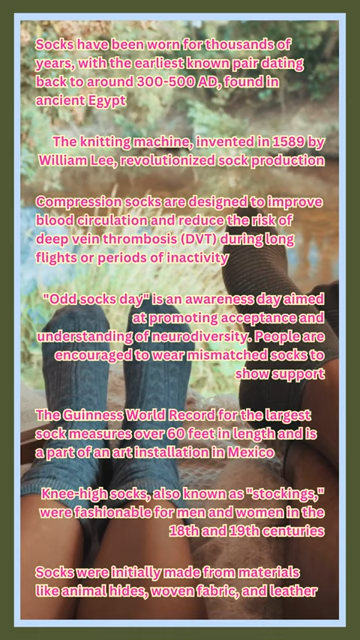 Socks have been worn for thousands of
years, with the earliest known pair dating
back to around 300-500 AD, found in
ancient Egypt
The knitting machine, invented in 1589 by
William Lee, revolutionized sock production
Compression socks are designed to improve
blood circulation and reduce the risk of
deep vein thrombosis (DVT) during long
flights or periods of inactivity
"Odd socks day" is an awareness day aimed
at promoting acceptance and
understanding of neurodiversity. People are
encouraged to wear mismatched socks to
show support
The Guinness World Record for the largest
sock measures over 60 feet in length and is
a part of an art installation in Mexico
Knee-high socks, also known as "stockings,"
were fashionable for men and women in the
18th and 19th centuries
Socks were initially made from materials
like animal hides, woven fabric, and leather